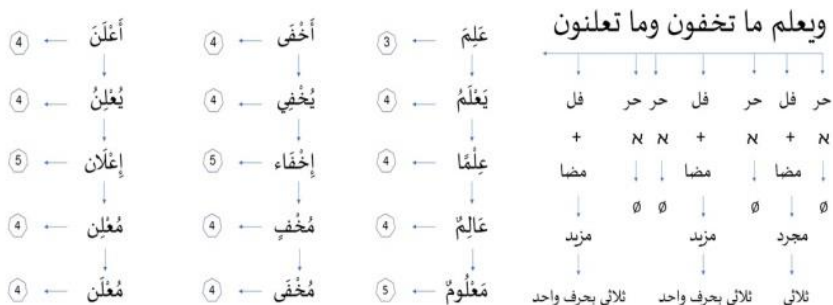 ويعلم ما تخفون وما تعلنون
حر فل حر فل حر حر فل
א + א + א א +
مضا مضا مضا
Ø Ø Ø Ø
مجرد مزيد مزيد
ثلاثي ثلاثي بحرف واحد ثلاثي بحرف واحد
عَلِمَ 3 أَخْفَى 4 أَعْلَنَ 4
يَعْلَمُ 4 يُخْفِي 4 يُعْلِنُ 4
عِلْمًا 4 إِخْفَاء 5 إِعْلَان 5
عَالِمٌ 4 مُخْفٍ 4 مُعْلِن 4
مَعْلُومٌ 5 مُخْفَى 4 مُعْلَن 4